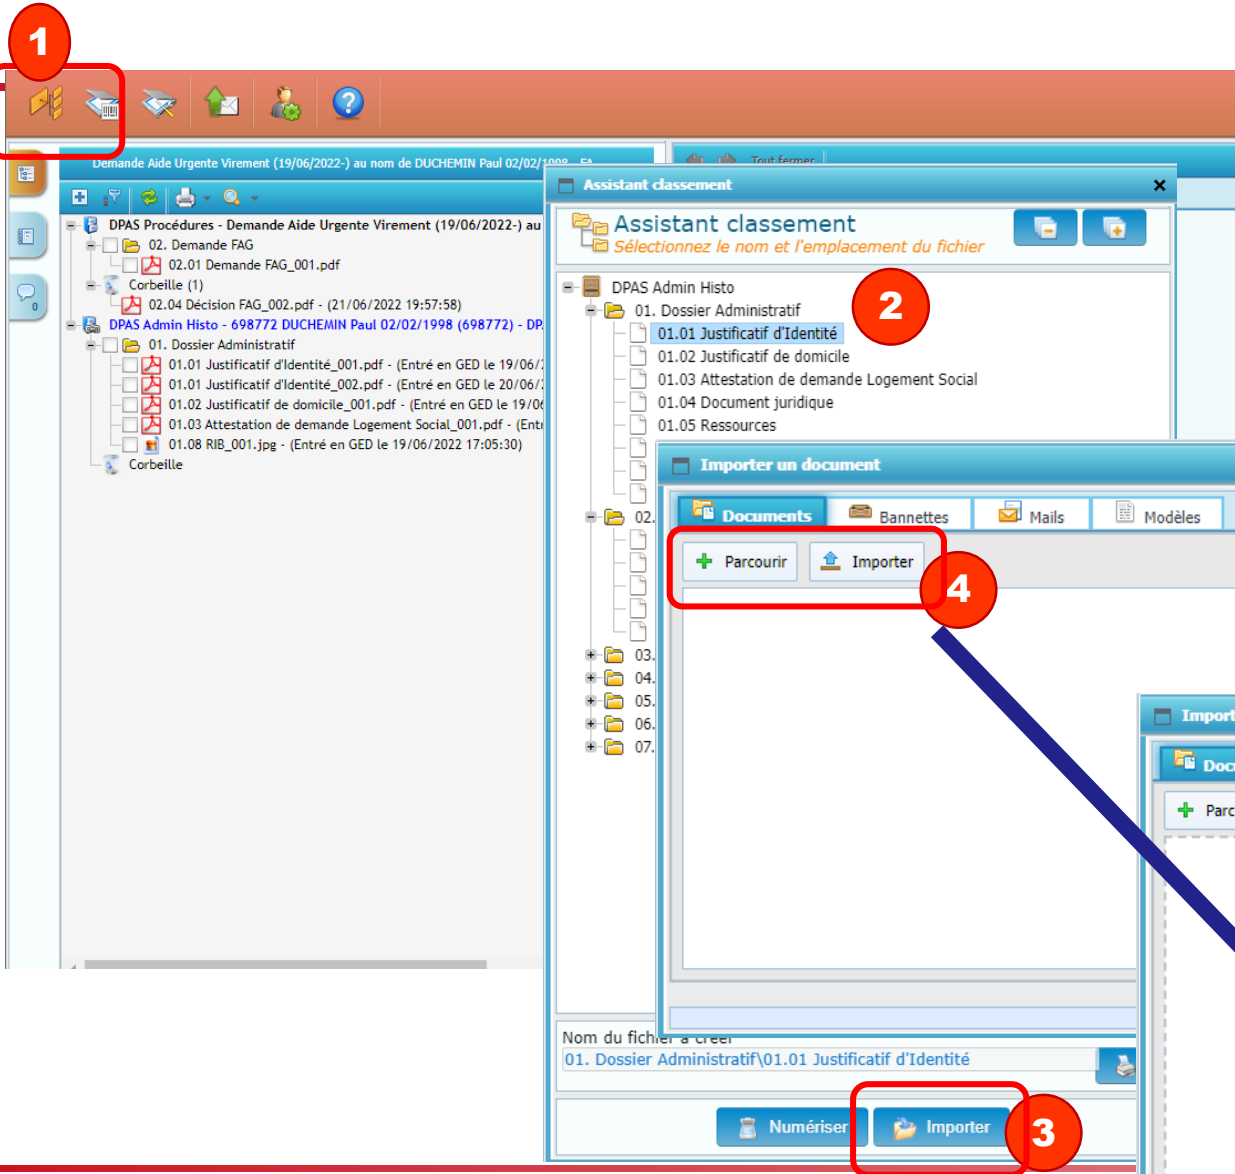 1
Demande Aide Urgente Virement (19/06/2022-) au nom de DUCHEMIN Paul 02/02/1998
Tout fermer
DPAS Procédures - Demande Aide Urgente Virement (19/06/2022-) au
02. Demande FAG
02.01 Demande FAG_001.pdf
Corbeille (1)
02.04 Décision FAG_002.pdf - (21/06/2022 19:57:58)
DPAS Admin Histo - 698772 DUCHEMIN Paul 02/02/1998 (698772) - DP
01. Dossier Administratif
01.01 Justificatif d'Identité_001.pdf - (Entré en GED le 19/06/
01.01 Justificatif d'Identité_002.pdf - (Entré en GED le 20/06/
01.02 Justificatif de domicile_001.pdf - (Entré en GED le 19/06
01.03 Attestation de demande Logement Social_001.pdf - (Entr
01.08 RIB_001.jpg - (Entré en GED le 19/06/2022 17:05:30)
Corbeille
0
Assistant classement
Assistant classement
Sélectionnez le nom et l'emplacement du fichier
2
DPAS Admin Histo
01. Dossier Administratif
01.01 Justificatif d'Identité
01.02 Justificatif de domicile
01.03 Attestation de demande Logement Social
01.04 Document juridique
01.05 Ressources
02.
03.
04.
05.
06.
07.
Importer un document
Documents
Bannettes
Mails
Modèles
Parcourir
Importer
4
Import
Docu
Parc
Nom du fichier à créer
01. Dossier Administratif\01.01 Justificatif d'Identité
Numériser
Importer
3